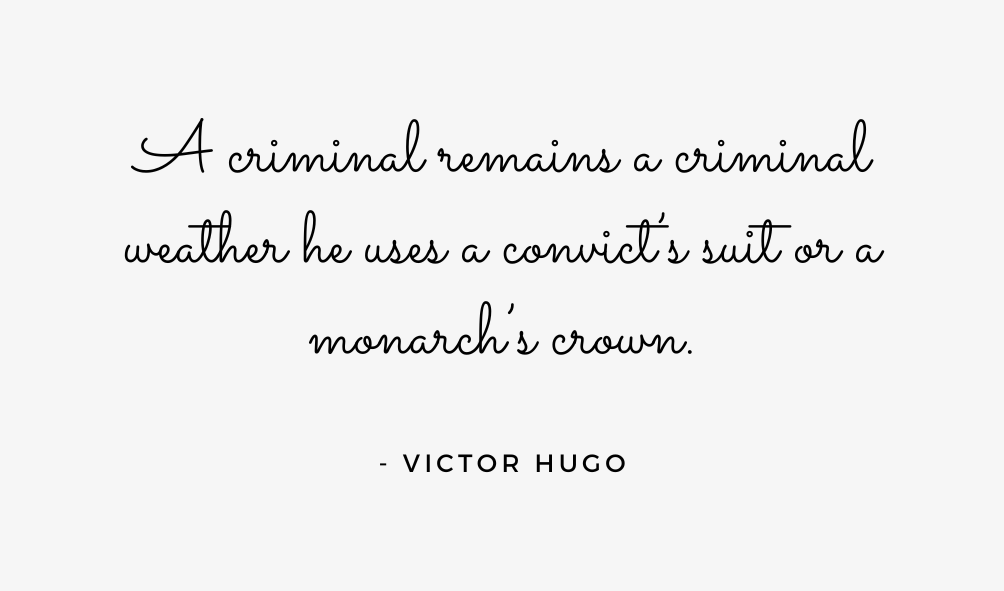 A criminal remains a criminal
weather he uses a convict's suit or a
monarch's crown.
- VICTOR HUGO